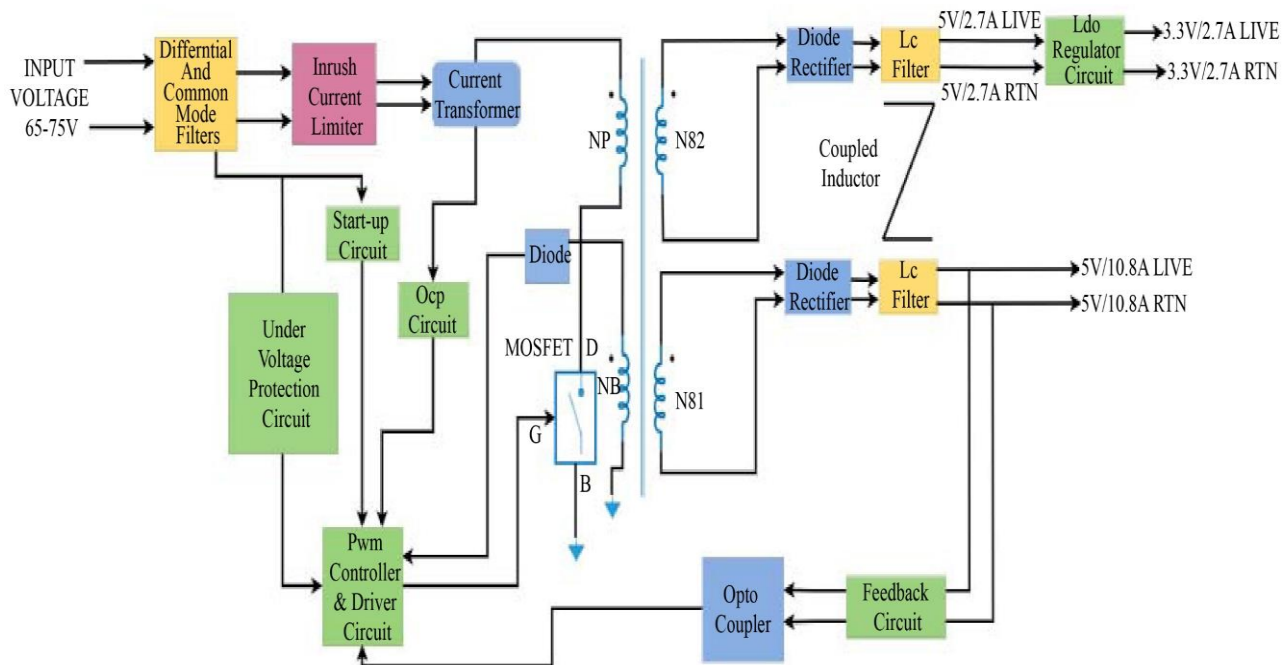 INPUT
VOLTAGE
65-75V
Differntial
And
Common
Mode
Filters
Inrush
Current
Limiter
Current
Transformer
NP
N82
Diode
Rectifier
Lc
Filter
5V/2.7A LIVE
5V/2.7A RTN
Ldo
Regulator
Circuit
3.3V/2.7A LIVE
3.3V/2.7A RTN
Coupled
Inductor
Start-up
Circuit
Diode
Ocp
Circuit
Under
Voltage
Protection
Circuit
MOSFET
D
G
B
NB
N81
Diode
Rectifier
Lc
Filter
5V/10.8A LIVE
5V/10.8A RTN
Pwm
Controller
& Driver
Circuit
Opto
Coupler
Feedback
Circuit